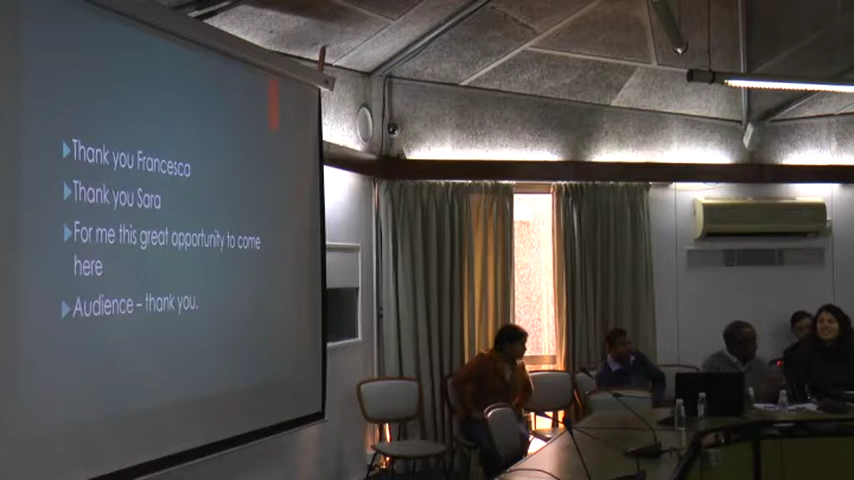 Thank you Francesca
Thank you Sara
For me this great opportunity to come
here
Audience – thank you.